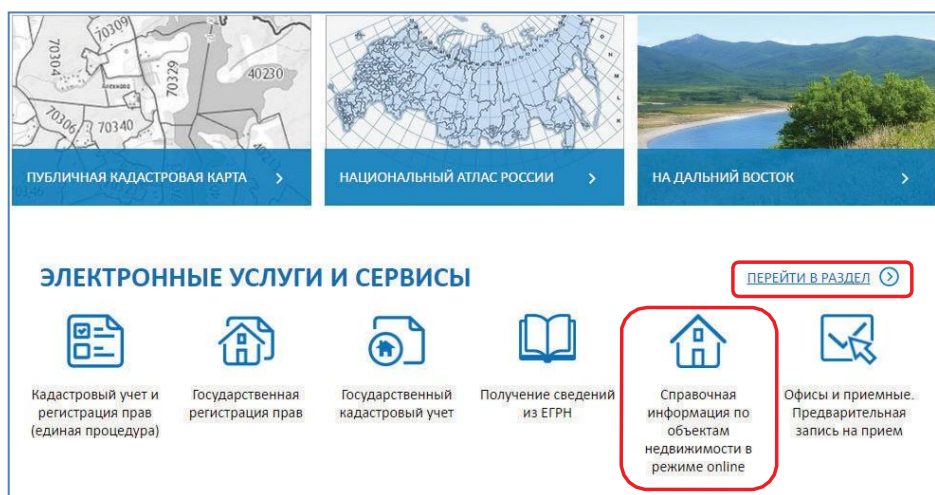 70309
70304
Алехново
70329
40230
70306
70340
ПУБЛИЧНАЯ КАДАСТРОВАЯ КАРТА
НАЦИОНАЛЬНЫЙ АТЛАС РОССИИ
НА ДАЛЬНИЙ ВОСТОК
ЭЛЕКТРОННЫЕ УСЛУГИ И СЕРВИСЫ
ПЕРЕЙТИ В РАЗДЕЛ
Кадастровый учет и
регистрация прав
(единая процедура)
Государственная
регистрация прав
Государственный
кадастровый учет
Получение сведений
из ЕГРН
Справочная
информация по
объектам
недвижимости в
режиме online
Офисы и приемные.
Предварительная
запись на прием